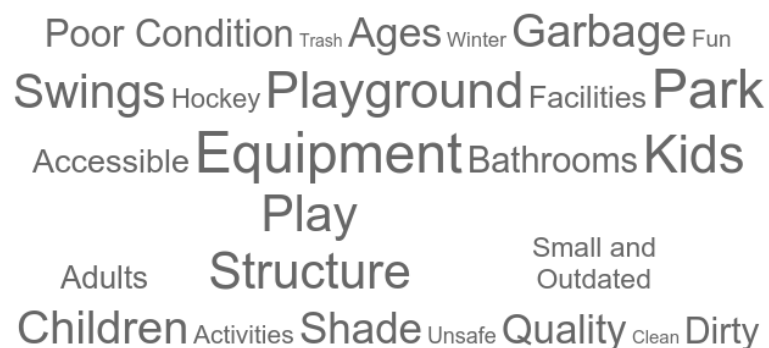 Poor Condition Trash Ages Winter Garbage Fun
Swings Hockey Playground Facilities Park
Accessible Equipment Bathrooms Kids
Play
Structure
Adults
Small and
Outdated
Children Activities Shade Unsafe Quality Clean Dirty